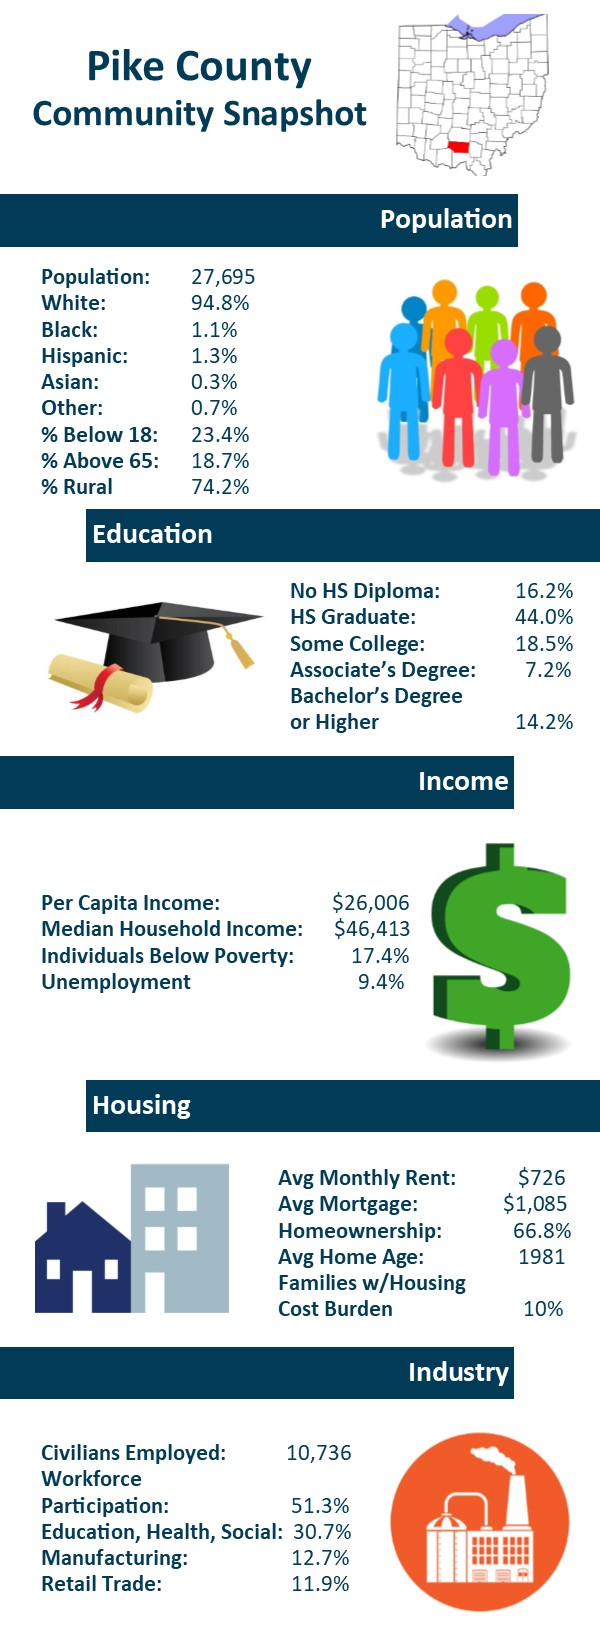 Pike County
Community Snapshot
Population
Population: 27,695
White: 94.8%
Black: 1.1%
Hispanic: 1.3%
Asian: 0.3%
Other: 0.7%
% Below 18: 23.4%
% Above 65: 18.7%
% Rural 74.2%
Education
No HS Diploma: 16.2%
HS Graduate: 44.0%
Some College: 18.5%
Associate's Degree: 7.2%
Bachelor's Degree
or Higher 14.2%
Income
Per Capita Income: $26,006
Median Household Income: $46,413
Individuals Below Poverty: 17.4%
Unemployment 9.4%
Housing
Avg Monthly Rent: $726
Avg Mortgage: $1,085
Homeownership: 66.8%
Avg Home Age: 1981
Families w/Housing
Cost Burden 10%
Industry
Civilians Employed: 10,736
Workforce
Participation: 51.3%
Education, Health, Social: 30.7%
Manufacturing: 12.7%
Retail Trade: 11.9%